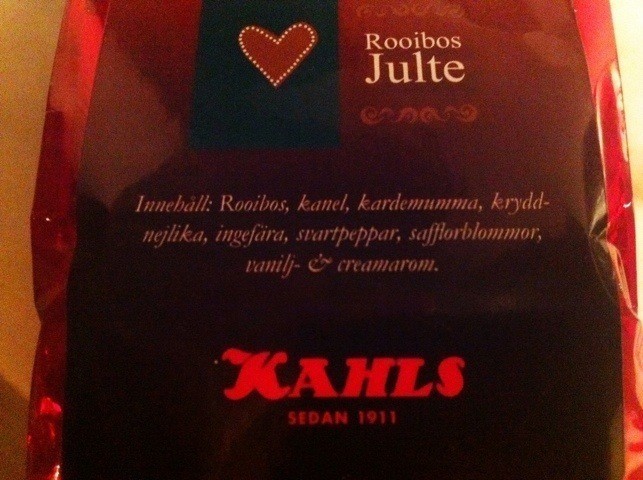 Rooibos
Julte
Innehåll: Rooibos, kanel, kardemumma, krydd-
nejlika, ingefära, svartpeppar, safflorblommor,
vanilj- & creamarom.
KAHLS
SEDAN 1911